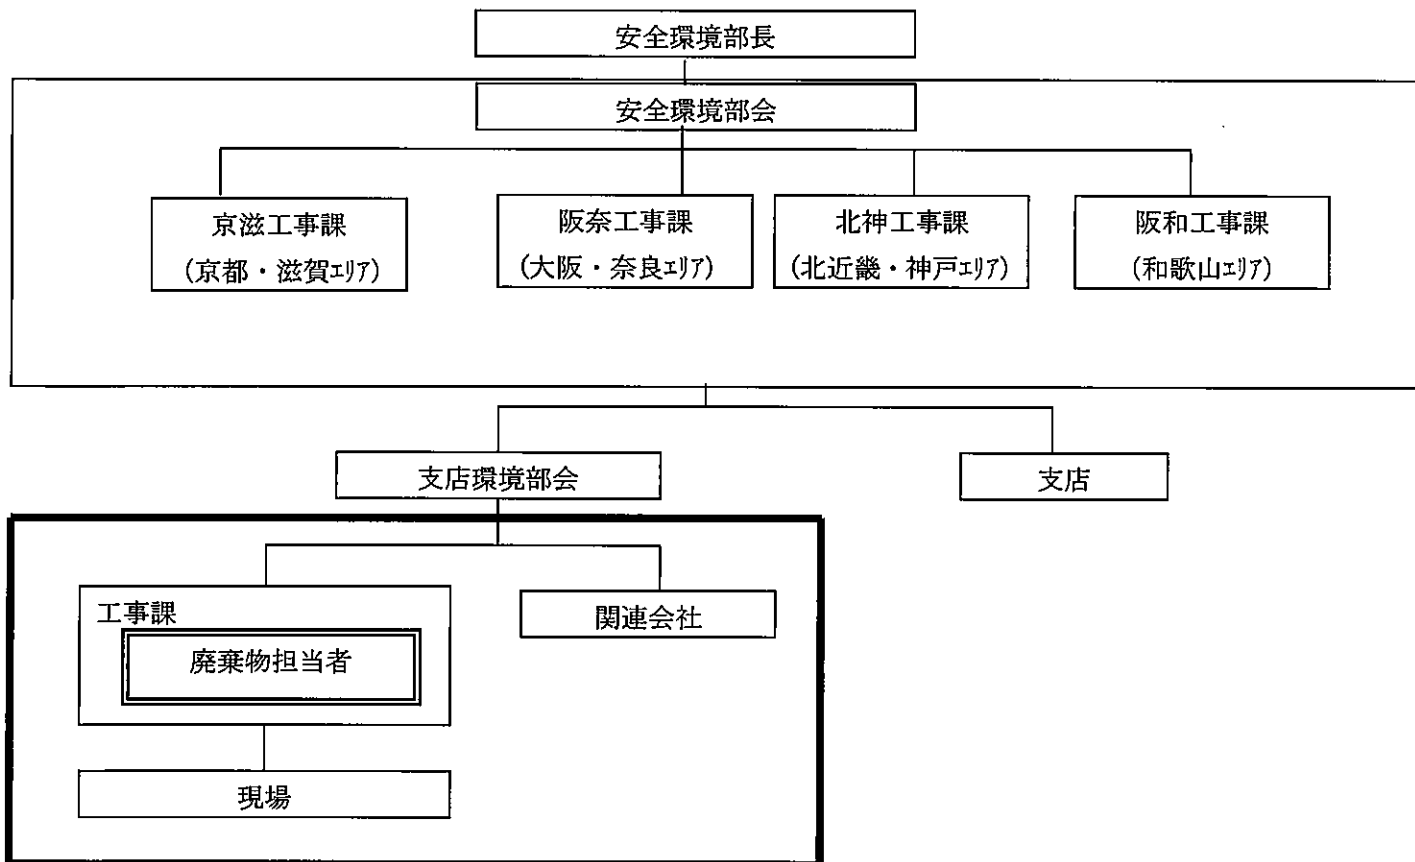 安全環境部長
安全環境部会
京滋工事課
(京都・滋賀ｴﾘｱ)
阪奈工事課
(大阪・奈良ｴﾘｱ)
北神工事課
(北近畿・神戸ｴﾘｱ)
阪和工事課
(和歌山ｴﾘｱ)
支店環境部会
支店
工事課
廃棄物担当者
関連会社
現場